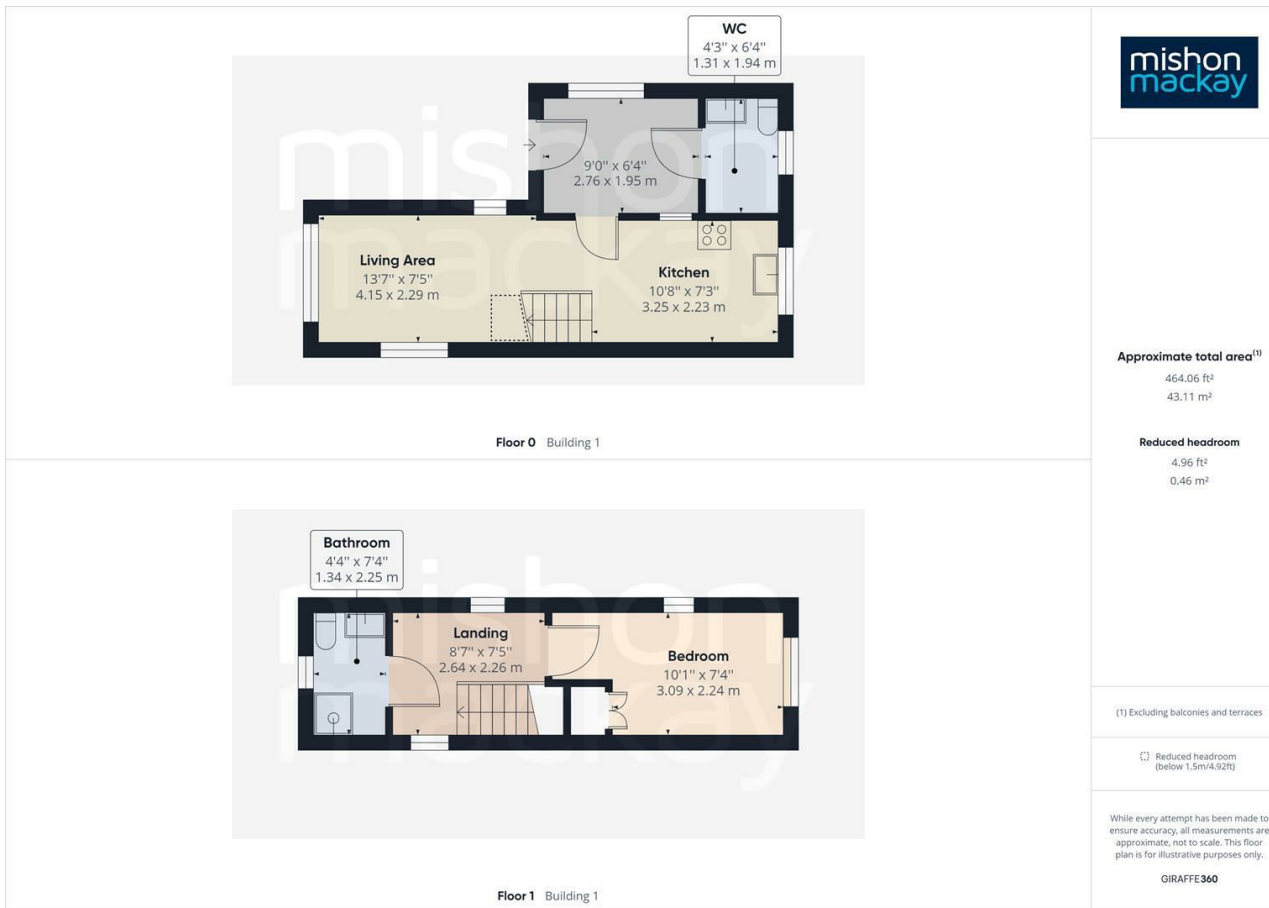 WC
4'3" x 6'4"
1.31 x 1.94 m
9'0" x 6'4"
2.76 x 1.95 m
Living Area
13'7" x 7'5"
4.15 x 2.29 m
Kitchen
10'8" x 7'3"
3.25 x 2.23 m
mishon
mackay
Floor 0 Building 1
Bathroom
4'4" x 7'4"
1.34 x 2.25 m
Landing
8'7" x 7'5"
2.64 x 2.26 m
Bedroom
10'1" x 7'4"
3.09 x 2.24 m
mishon
mackay
Floor 1 Building 1
mishon
mackay
Approximate total area(1)
464.06 ft²
43.11 m²
Reduced headroom
4.96 ft²
0.46 m²
(1) Excluding balconies and terraces
Reduced headroom
(below 1.5m/4.92ft)
While every attempt has been made to
ensure accuracy, all measurements are
approximate, not to scale. This floor
plan is for illustrative purposes only.
GIRAFFE360